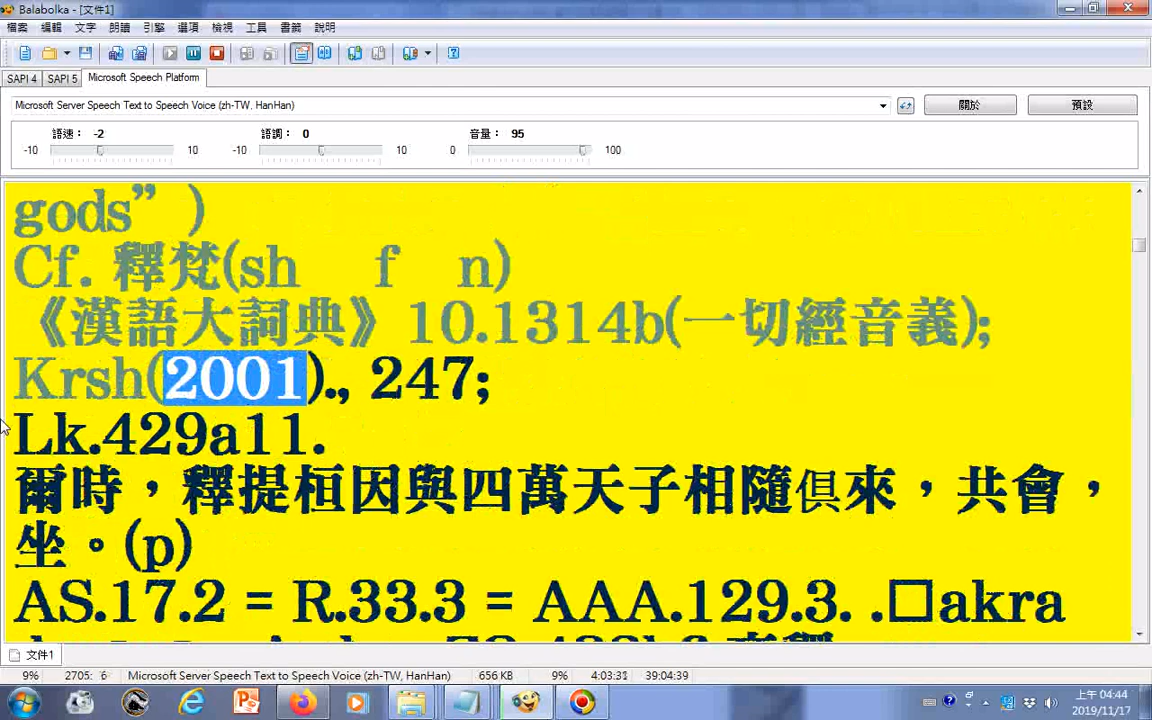 Balabolka - [文件1]
檔案 編輯 文字 朗讀 引擎 選項 檢視 工具 書籤 說明
SAPI 4 SAPI 5 Microsoft Speech Platform
Microsoft Server Speech Text to Speech Voice (zh-TW, HanHan) 關於 預設
語速： -2 語調： 0 音量： 95
-10 10 -10 10 0 100
gods” )
Cf. 釋梵(sh f n)
《漢語大詞典》10.1314b(一切經音義);
Krsh(2001)., 247;
Lk.429a11.
爾時，釋提桓因與四萬天子相隨俱來，共會，
坐。(p)
AS.17.2 = R.33.3 = AAA.129.3. .□akra
文件1
9% 2705: 6 Microsoft Server Speech Text to Speech Voice (zh-TW, HanHan) 656 KB 9% 4:03:31 39:04:39
上午 04:44
2019/11/17